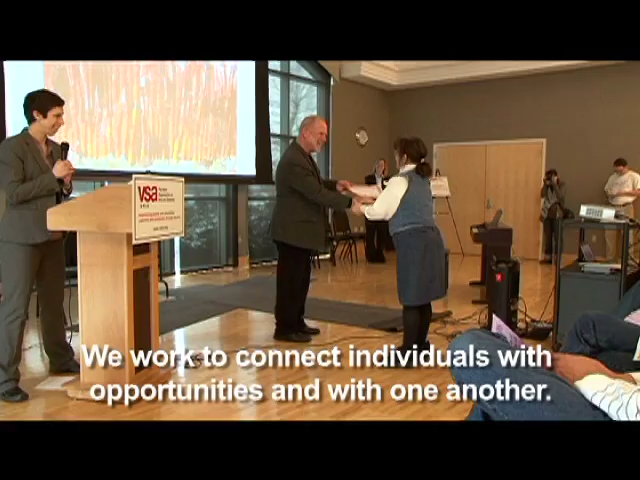 vsa
We work to connect individuals with
opportunities and with one another.